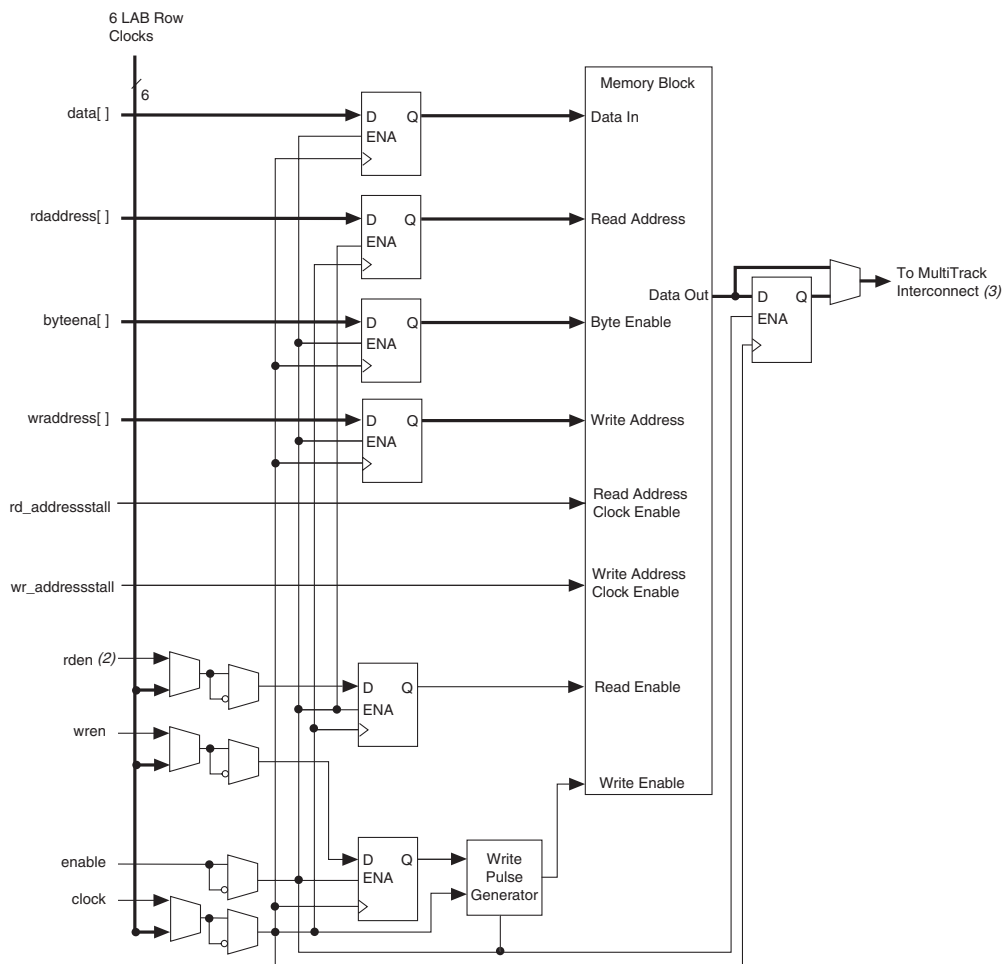 6 LAB Row
Clocks
6
Memory Block
data[ ]
D Q
ENA
Data In
rdaddress[ ]
D Q
ENA
Read Address
To MultiTrack
Interconnect (3)
Data Out
D Q
ENA
byteena[ ]
D Q
ENA
Byte Enable
wraddress[ ]
D Q
ENA
Write Address
rd_addressstall
Read Address
Clock Enable
wr_addressstall
Write Address
Clock Enable
rden (2)
D Q
ENA
Read Enable
wren
Write Enable
enable
D Q
ENA
Write
Pulse
Generator
clock